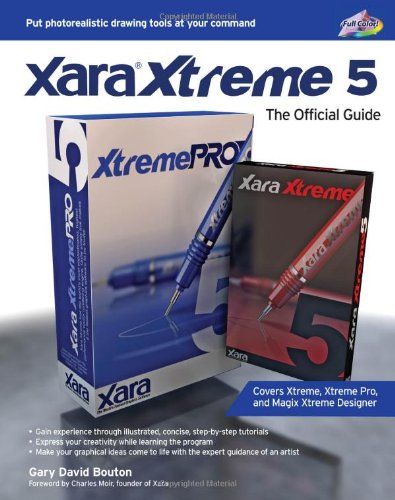 Put photorealistic drawing tools at your command
Full Color!
Xara® Xtreme 5
The Official Guide
XtremePRO
5
XtremePRO
5
Xara
Xara Xtreme
Xtreme5
5
Xara
Covers Xtreme, Xtreme Pro,
and Magix Xtreme Designer
• Gain experience through illustrated, concise, step-by-step tutorials
• Express your creativity while learning the program
• Make your graphical ideas come to life with the expert guidance of an artist
Gary David Bouton
Foreword by Charles Moir, founder of Xara